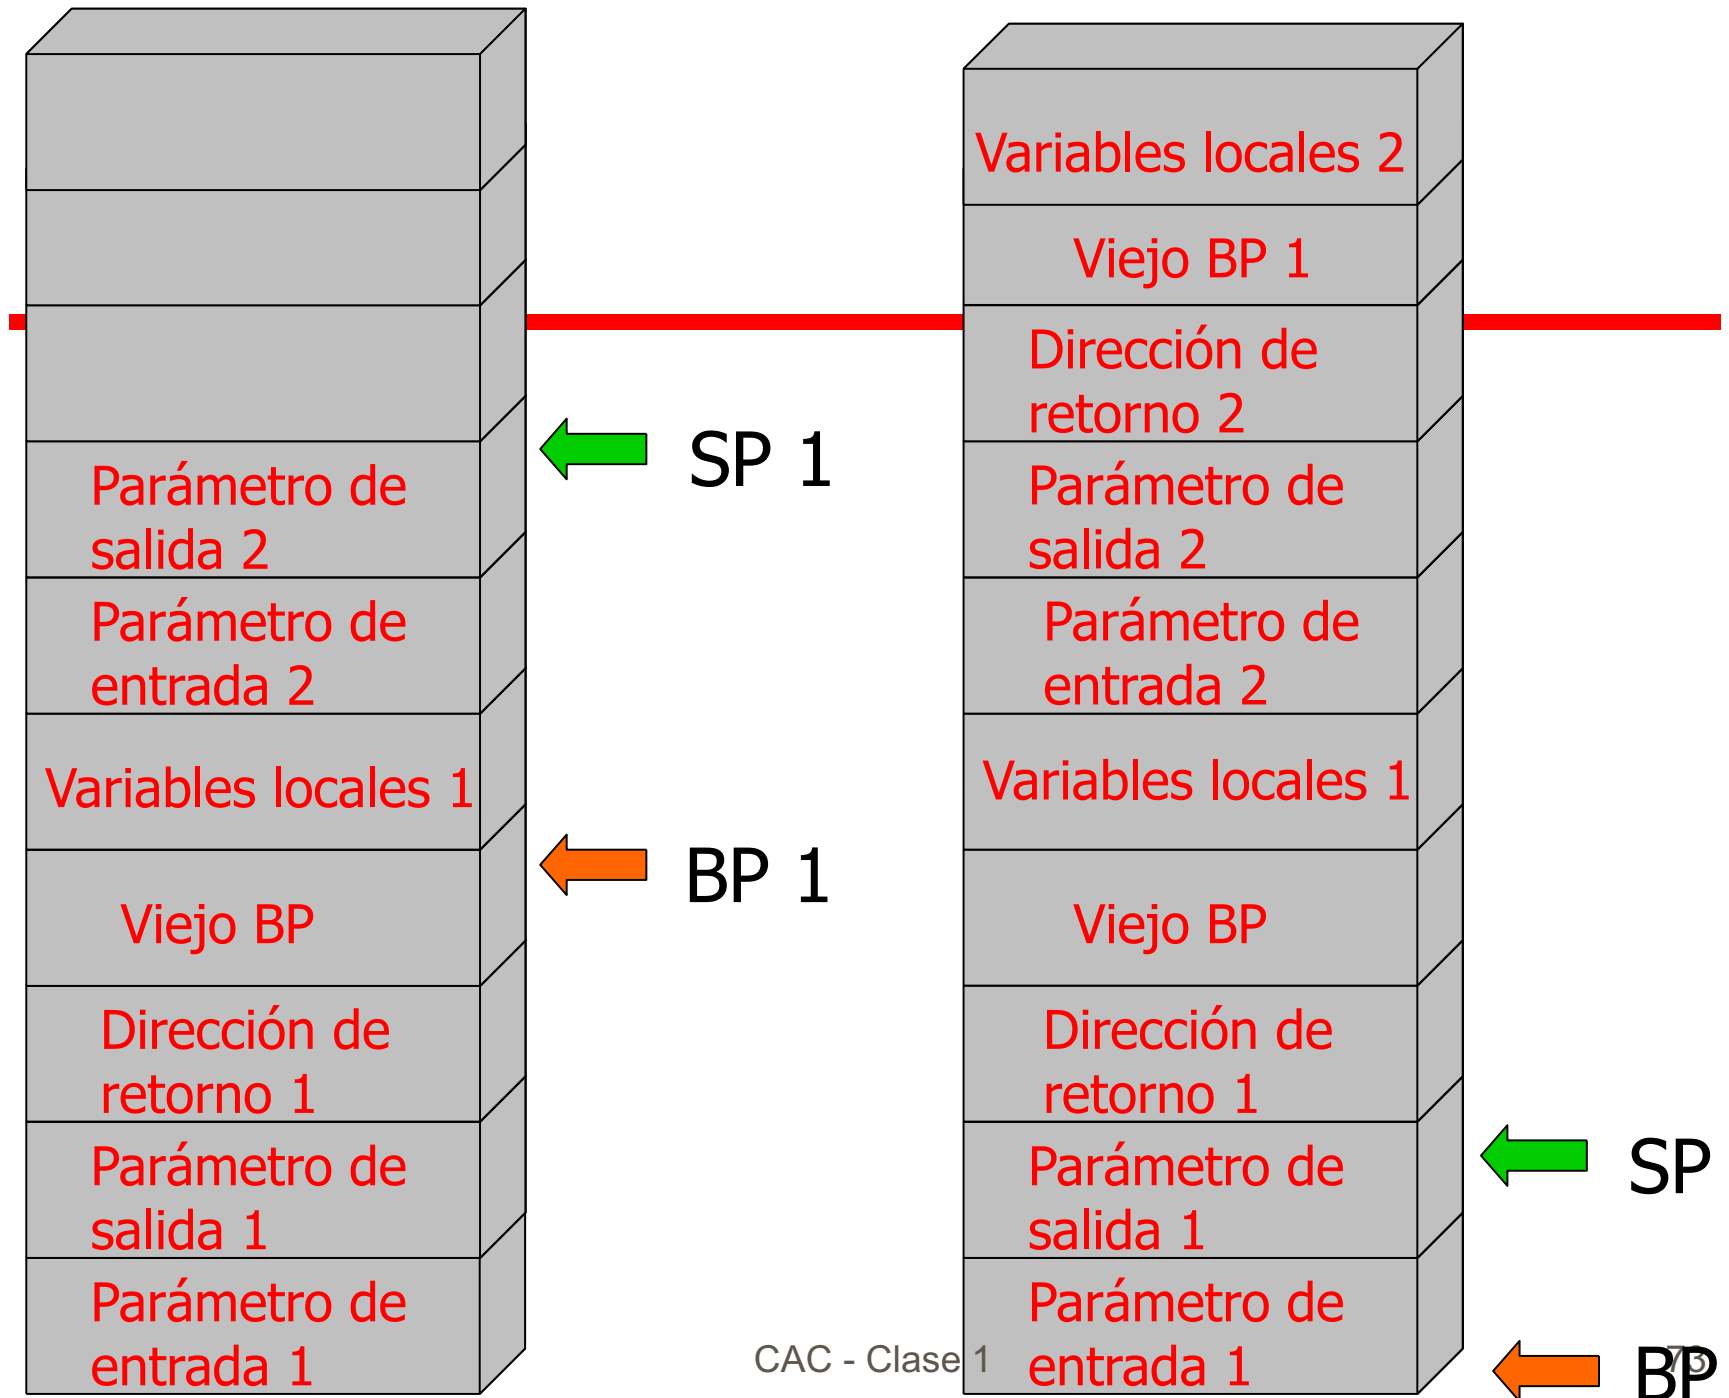 Parámetro de
salida 2
Parámetro de
entrada 2
Variables locales 1
Viejo BP
Dirección de
retorno 1
Parámetro de
salida 1
Parámetro de
entrada 1
SP 1
BP 1
Variables locales 2
Viejo BP 1
Dirección de
retorno 2
Parámetro de
salida 2
Parámetro de
entrada 2
Variables locales 1
Viejo BP
Dirección de
retorno 1
Parámetro de
salida 1
Parámetro de
entrada 1
SP
BP
CAC - Clase 1
73